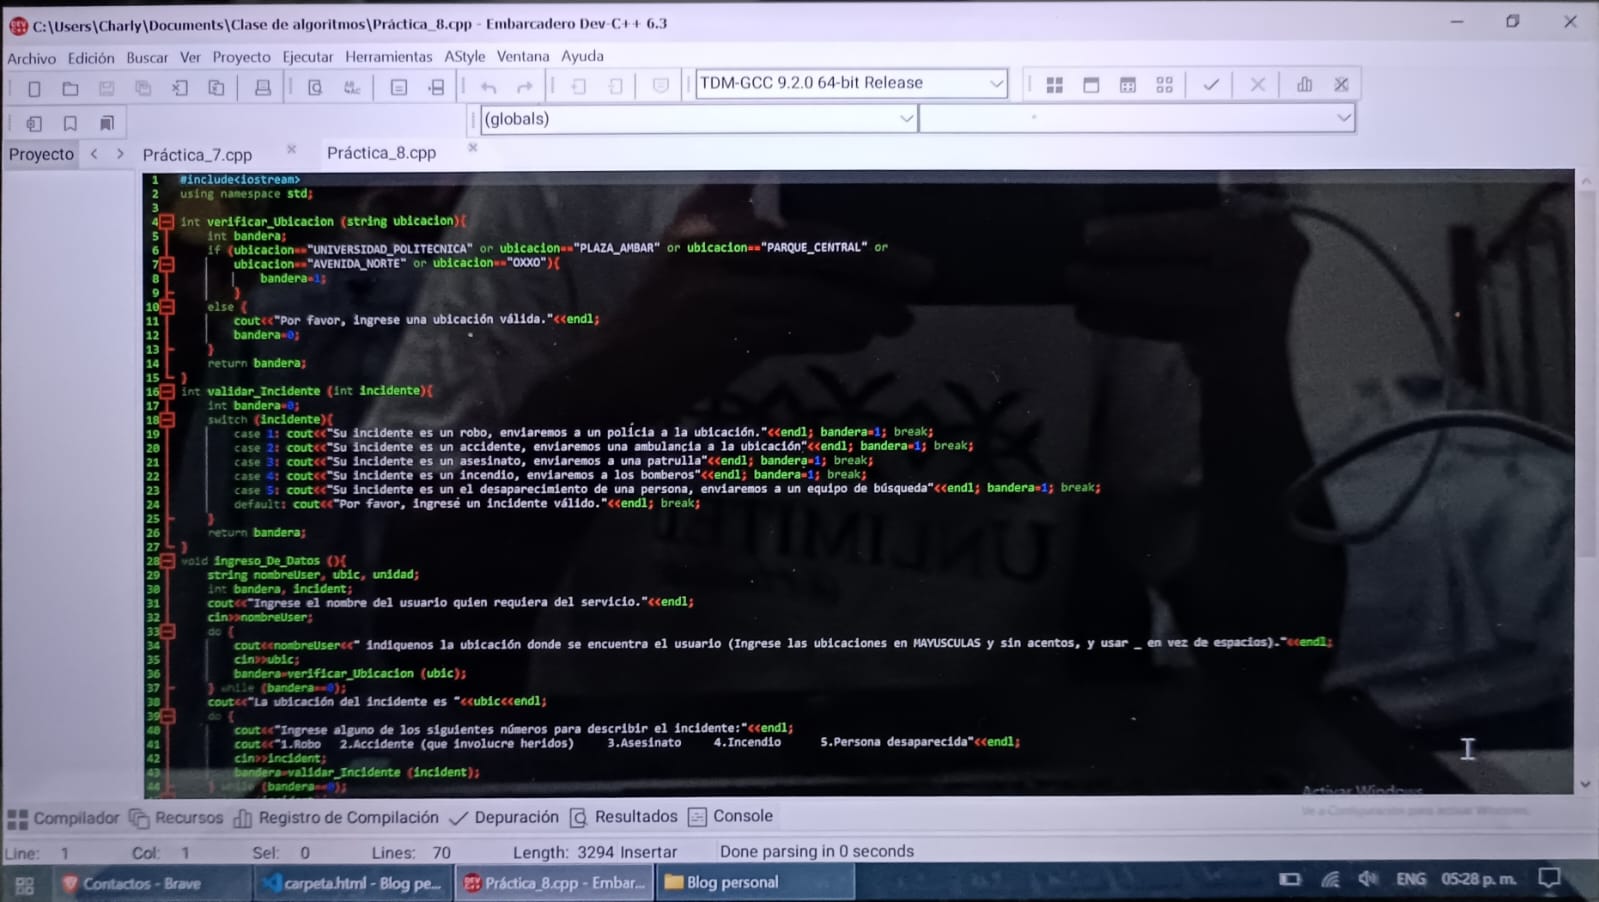 C:\Users\Charly\Documents\Clase de algoritmos\Práctica_8.cpp - Embarcadero Dev-C++ 6.3
Archivo Edición Buscar Ver Proyecto Ejecutar Herramientas AStyle Ventana Ayuda
TDM-GCC 9.2.0 64-bit Release
(globals)
Proyecto Práctica_7.cpp Práctica_8.cpp
1 #include<iostream>
2 using namespace std;
3
4 int verificar_Ubicacion (string ubicacion){
5 int bandera;
6 if (ubicacion=="UNIVERSIDAD_POLITECNICA" or ubicacion=="PLAZA_AMBAR" or ubicacion=="PARQUE_CENTRAL" or
7 ubicacion=="AVENIDA_NORTE" or ubicacion=="OXXO"){
8 bandera=1;
9 }
10 else {
11 cout<<"Por favor, ingrese una ubicación válida."<<endl;
12 bandera=0;
13 }
14 return bandera;
15 }
16 int validar_Incidente (int incidente){
17 int bandera=0;
18 switch (incidente){
19 case 1: cout<<"Su incidente es un robo, enviaremos a un policía a la ubicación."<<endl; bandera=1; break;
20 case 2: cout<<"Su incidente es un accidente, enviaremos una ambulancia a la ubicación"<<endl; bandera=1; break;
21 case 3: cout<<"Su incidente es un asesinato, enviaremos a una patrulla"<<endl; bandera=1; break;
22 case 4: cout<<"Su incidente es un incendio, enviaremos a los bomberos"<<endl; bandera=1; break;
23 case 5: cout<<"Su incidente es un el desaparecimiento de una persona, enviaremos a un equipo de búsqueda"<<endl; bandera=1; break;
24 default: cout<<"Por favor, ingrese un incidente válido."<<endl; break;
25 }
26 return bandera;
27 }
28 void ingreso_De_Datos (){
29 string nombreUser, ubic, unidad;
30 int bandera, incident;
31 cout<<"Ingrese el nombre del usuario quien requiera del servicio."<<endl;
32 cin>>nombreUser;
33 do {
34 cout<<nombreUser<<" indiquenos la ubicación donde se encuentra el usuario (Ingrese las ubicaciones en MAYUSCULAS y sin acentos, y usar _ en vez de espacios)."<<endl;
35 cin>>ubic;
36 bandera=verificar_Ubicacion (ubic);
37 } while (bandera==0);
38 cout<<"La ubicación del incidente es "<<ubic<<endl;
39 do {
40 cout<<"Ingrese alguno de los siguientes números para describir el incidente:"<<endl;
41 cout<<"1.Robo 2.Accidente (que involucre heridos) 3.Asesinato 4.Incendio 5.Persona desaparecida"<<endl;
42 cin>>incident;
43 bandera=validar_Incidente (incident);
44 } while (bandera==0);
UNLIMITED
Activar Windows
Ve a Configuración para activar Windows.
Compilador Recursos Registro de Compilación Depuración Resultados Console
Line: 1 Col: 1 Sel: 0 Lines: 70 Length: 3294 Insertar Done parsing in 0 seconds
Contactos - Brave carpeta.html - Blog pe... Práctica_8.cpp - Embar... Blog personal ENG 05:28 p. m.